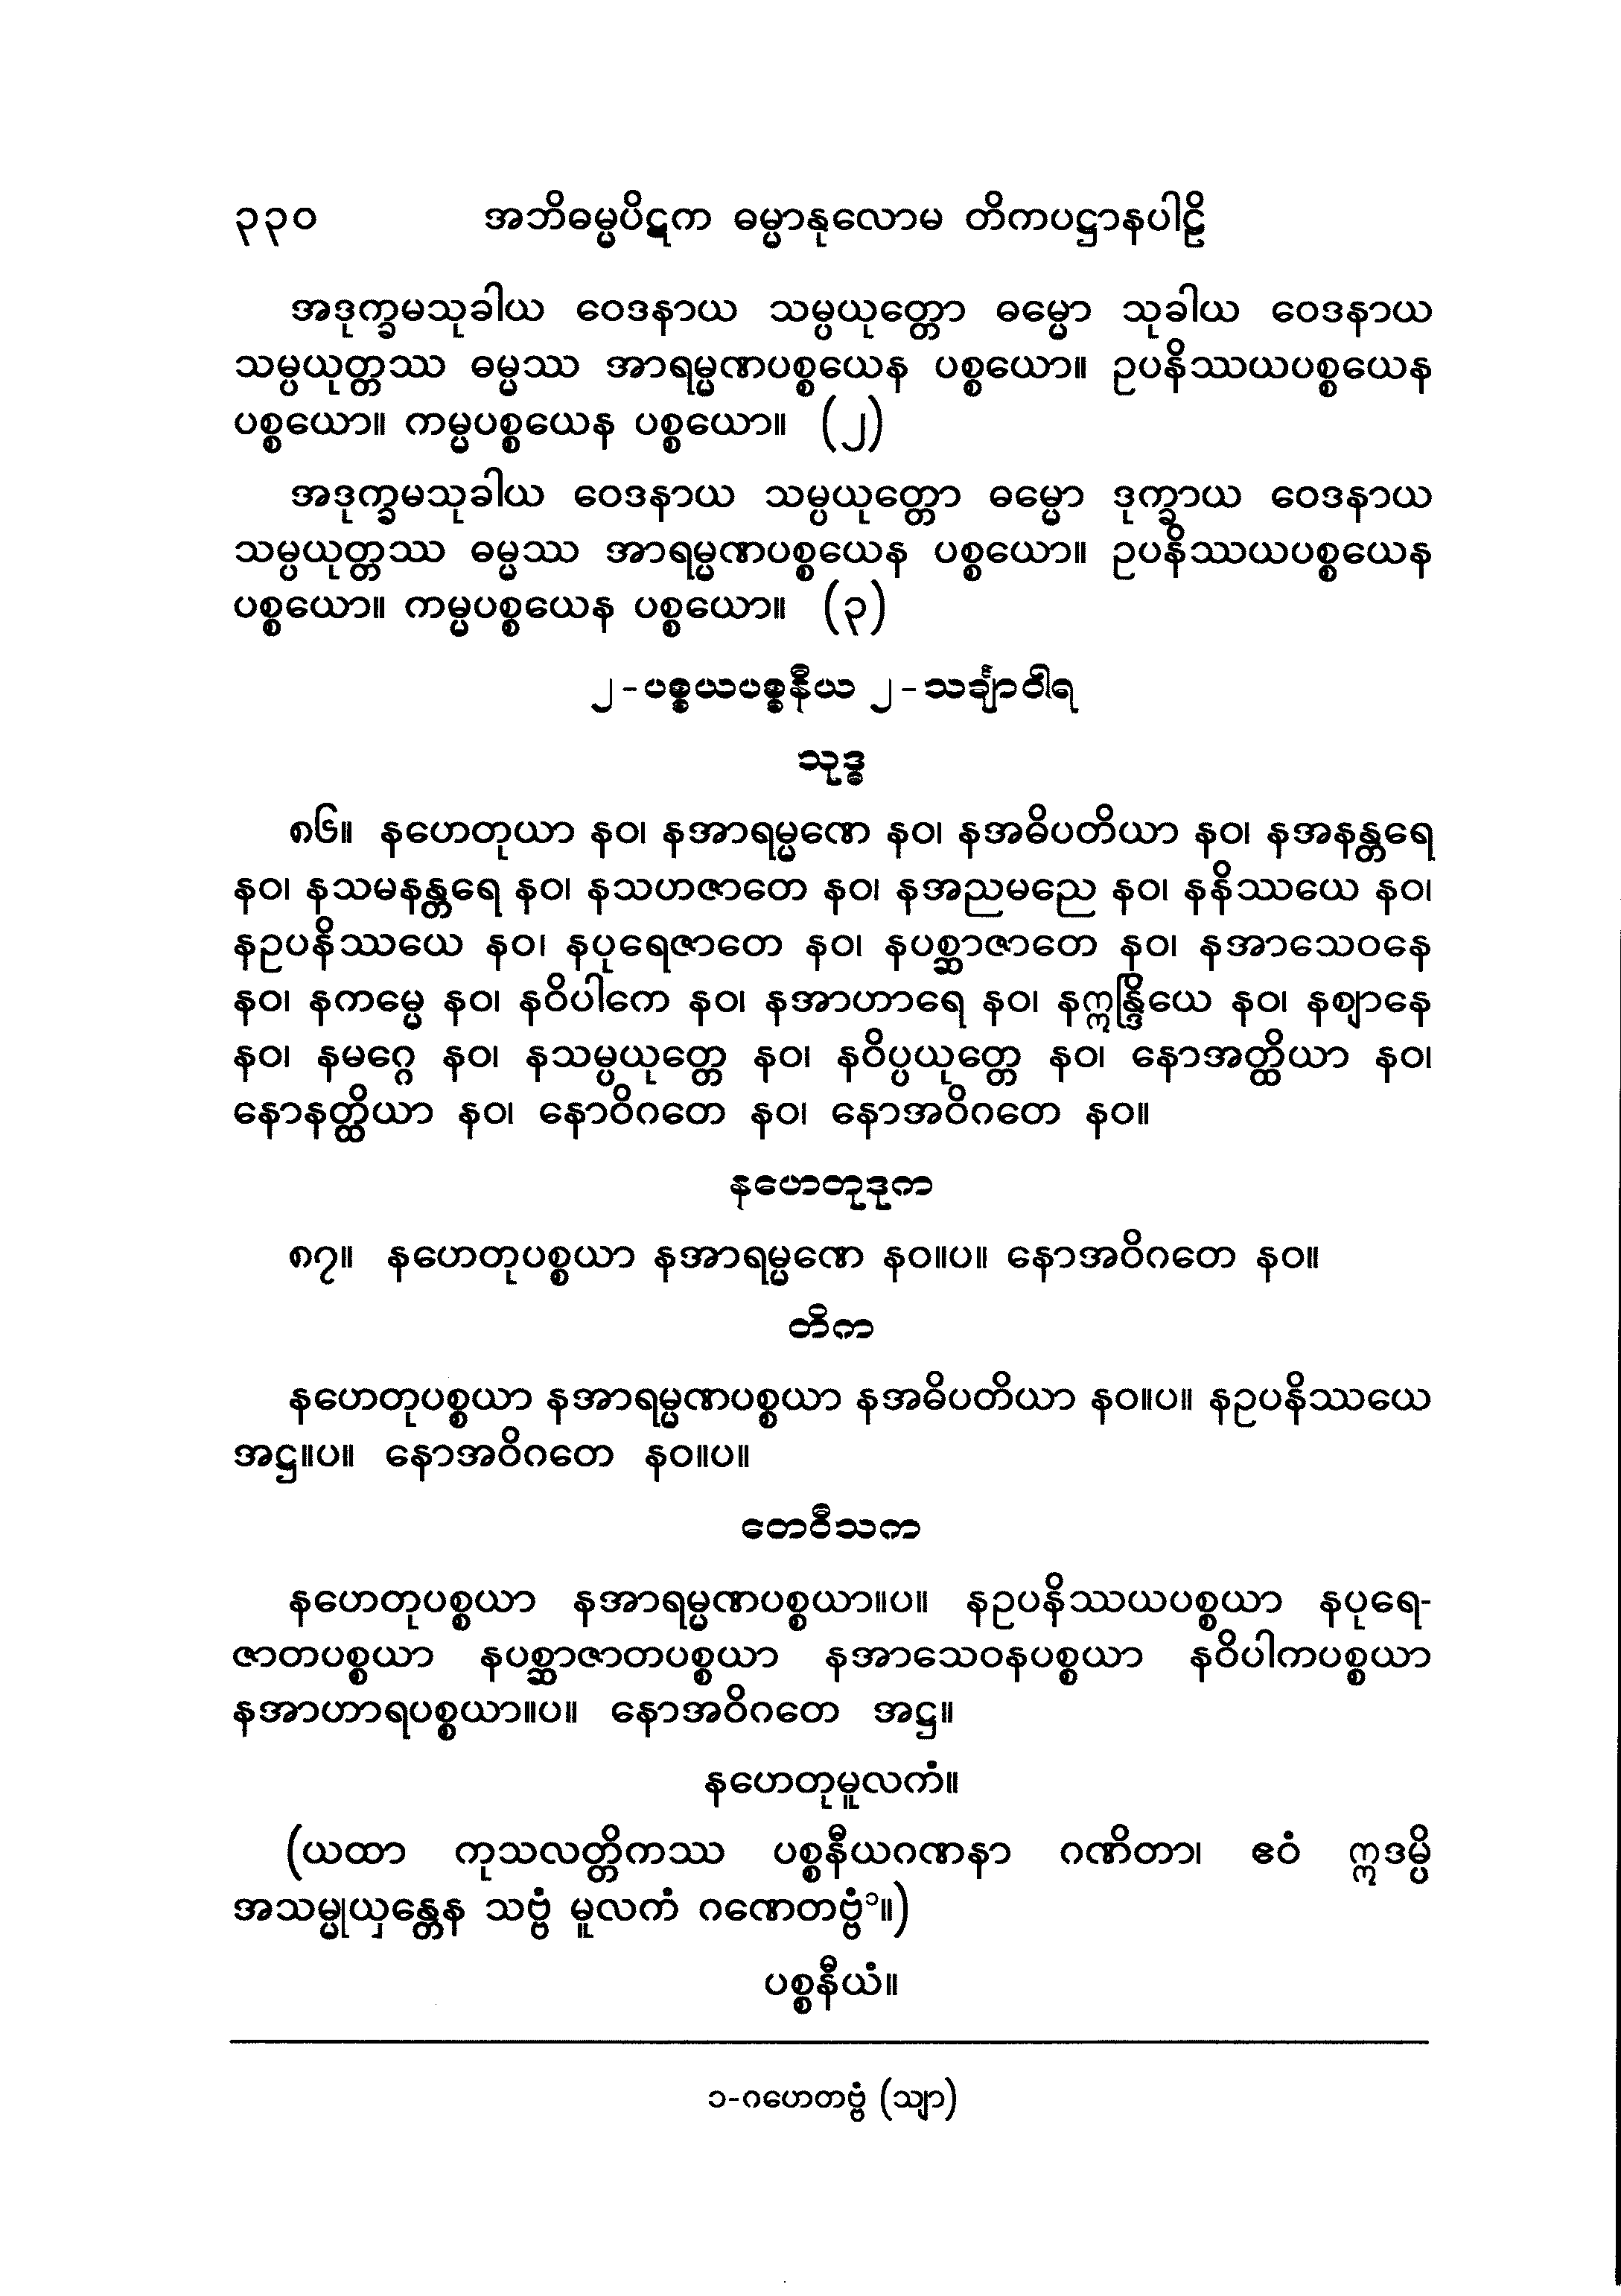 ၃၃၀ အဘိဓမ္မပိဋက ဓမ္မာနုလောမ တိကပဋ္ဌာနပါဠိ
အဒုက္ခမသုခါယ ဝေဒနာယ သမ္ပယုတ္တော ဓမ္မော သုခါယ ဝေဒနာယ
သမ္ပယုတ္တဿ ဓမ္မဿ အာရမ္မဏပစ္စယေန ပစ္စယော။ ဥပနိဿယပစ္စယေန
ပစ္စယော။ ကမ္မပစ္စယေန ပစ္စယော။ (၂)
အဒုက္ခမသုခါယ ဝေဒနာယ သမ္ပယုတ္တော ဓမ္မော ဒုက္ခာယ ဝေဒနာယ
သမ္ပယုတ္တဿ ဓမ္မဿ အာရမ္မဏပစ္စယေန ပစ္စယော။ ဥပနိဿယပစ္စယေန
ပစ္စယော။ ကမ္မပစ္စယေန ပစ္စယော။ (၃)
၂-ပစ္စယပစ္စနီယ ၂-သင်္ချာဝါရ
သုဒ္ဓ
၈၆။ နဟေတုယာ နဝ၊ နအာရမ္မဏေ နဝ၊ နအဓိပတိယာ နဝ၊ နအနန္တရေ
နဝ၊ နသမနန္တရေ နဝ၊ နသဟဇာတေ နဝ၊ နအညမညေ နဝ၊ နနိဿယေ နဝ၊
နဥပနိဿယေ နဝ၊ နပုရေဇာတေ နဝ၊ နပစ္ဆာဇာတေ နဝ၊ နအာသေဝနေ
နဝ၊ နကမ္မေ နဝ၊ နဝိပါကေ နဝ၊ နအာဟာရေ နဝ၊ နဣန္ဒြိယေ နဝ၊ နဈာနေ
နဝ၊ နမဂ္ဂေ နဝ၊ နသမ္ပယုတ္တေ နဝ၊ နဝိပ္ပယုတ္တေ နဝ၊ နောအတ္ထိယာ နဝ၊
နောနတ္ထိယာ နဝ၊ နောဝိဂတေ နဝ၊ နောအဝိဂတေ နဝ။
နဟေတုဒုက
၈၇။ နဟေတုပစ္စယာ နအာရမ္မဏေ နဝ။ပ။ နောအဝိဂတေ နဝ။
တိက
နဟေတုပစ္စယာ နအာရမ္မဏပစ္စယာ နအဓိပတိယာ နဝ။ပ။ နဥပနိဿယေ
အဋ္ဌ။ပ။ နောအဝိဂတေ နဝ။ပ။
တေဝီသက
နဟေတုပစ္စယာ နအာရမ္မဏပစ္စယာ။ပ။ နဥပနိဿယပစ္စယာ နပုရေ-
ဇာတပစ္စယာ နပစ္ဆာဇာတပစ္စယာ နအာသေဝနပစ္စယာ နဝိပါကပစ္စယာ
နအာဟာရပစ္စယာ။ပ။ နောအဝိဂတေ အဋ္ဌ။
နဟေတုမူလကံ။
(ယထာ ကုသလတ္တိကဿ ပစ္စနီယဂဏနာ ဂဏိတာ၊ ဧဝံ ဣဒမ္ပိ
အသမ္မုယှန္တေန သဗ္ဗံ မူလကံ ဂဏေတဗ္ဗံ၁။)
ပစ္စနီယံ။
၁-ဂဟေတဗ္ဗံ (သျာ)